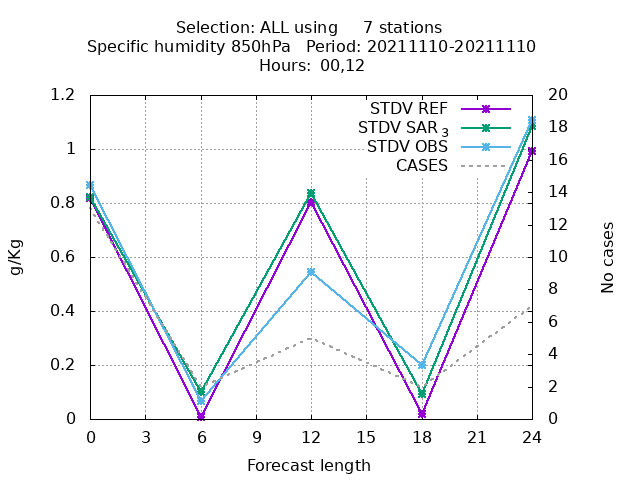 Selection: ALL using 7 stations
Specific humidity 850hPa Period: 20211110-20211110
Hours: 00,12
STDV REF
STDV SAR3
STDV OBS
CASES
1.2
1
0.8
0.6
0.4
0.2
0
g/Kg
20
18
16
14
12
10
8
6
4
2
0
No cases
0 3 6 9 12 15 18 21 24
Forecast length